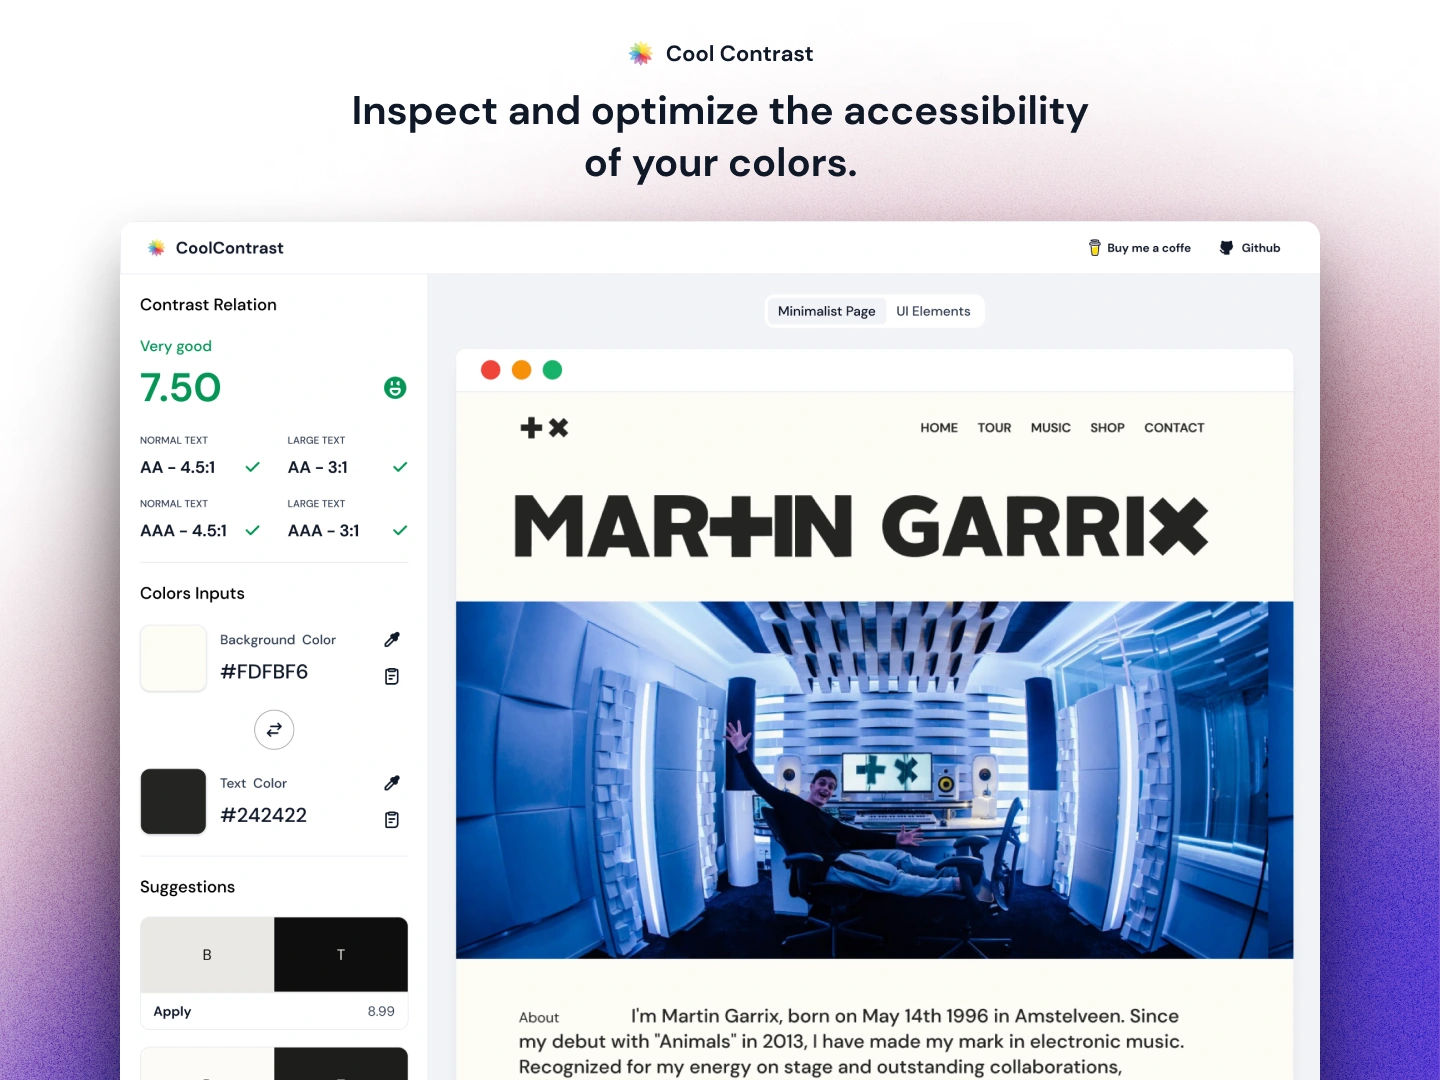 Cool Contrast
Inspect and optimize the accessibility
of your colors.
CoolContrast
Buy me a coffe
Github
Contrast Relation
Very good
7.50
NORMAL TEXT
LARGE TEXT
AA - 4.5:1
AA - 3:1
NORMAL TEXT
LARGE TEXT
AAA - 4.5:1
AAA - 3:1
Colors Inputs
Background Color
#FDFBF6
Text Color
#242422
Suggestions
B
T
Apply
8.99
Minimalist Page
UI Elements
HOME
TOUR
MUSIC
SHOP
CONTACT
MARTIN GARRIX
About
I'm Martin Garrix, born on May 14th 1996 in Amstelveen. Since
my debut with "Animals" in 2013, I have made my mark in electronic music.
Recognized for my energy on stage and outstanding collaborations,